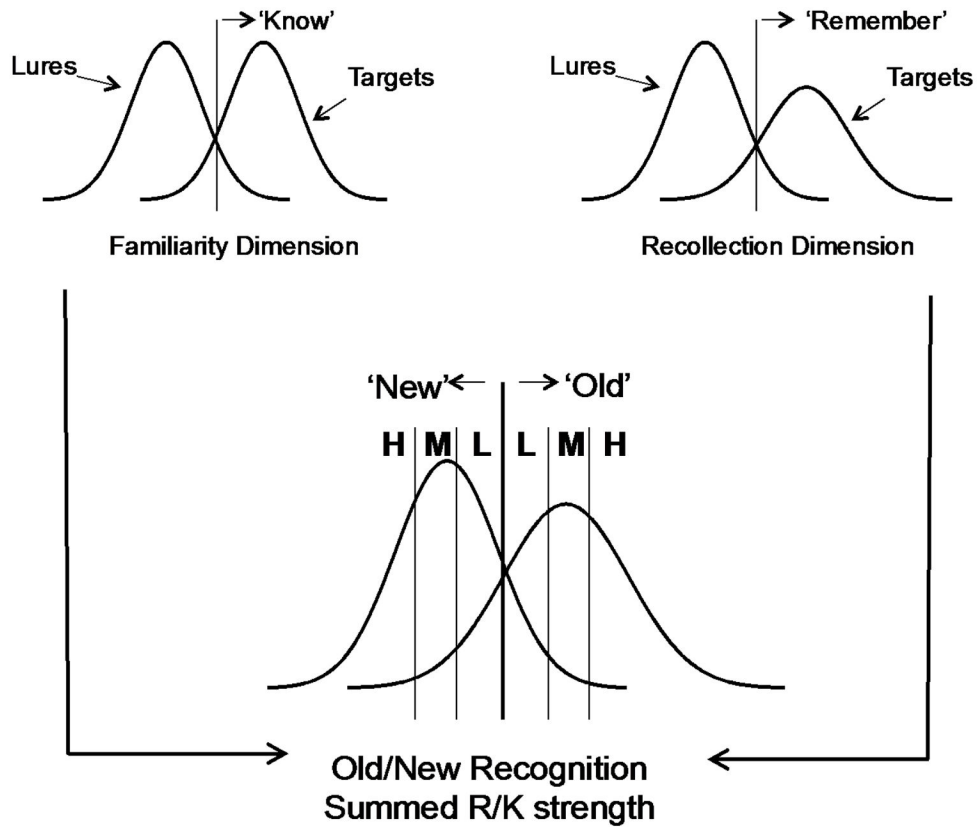 ‘Know’
Lures
Targets
Familiarity Dimension
‘Remember’
Lures
Targets
Recollection Dimension
‘New’ ‘Old’
H M L L M H
Old/New Recognition
Summed R/K strength